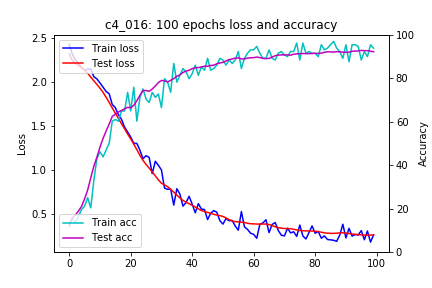 c4_016: 100 epochs loss and accuracy
2.5
2.0
1.5
1.0
0.5
Loss
Train loss
Test loss
Train acc
Test acc
100
80
60
40
20
0
Accuracy
0
20
40
60
80
100